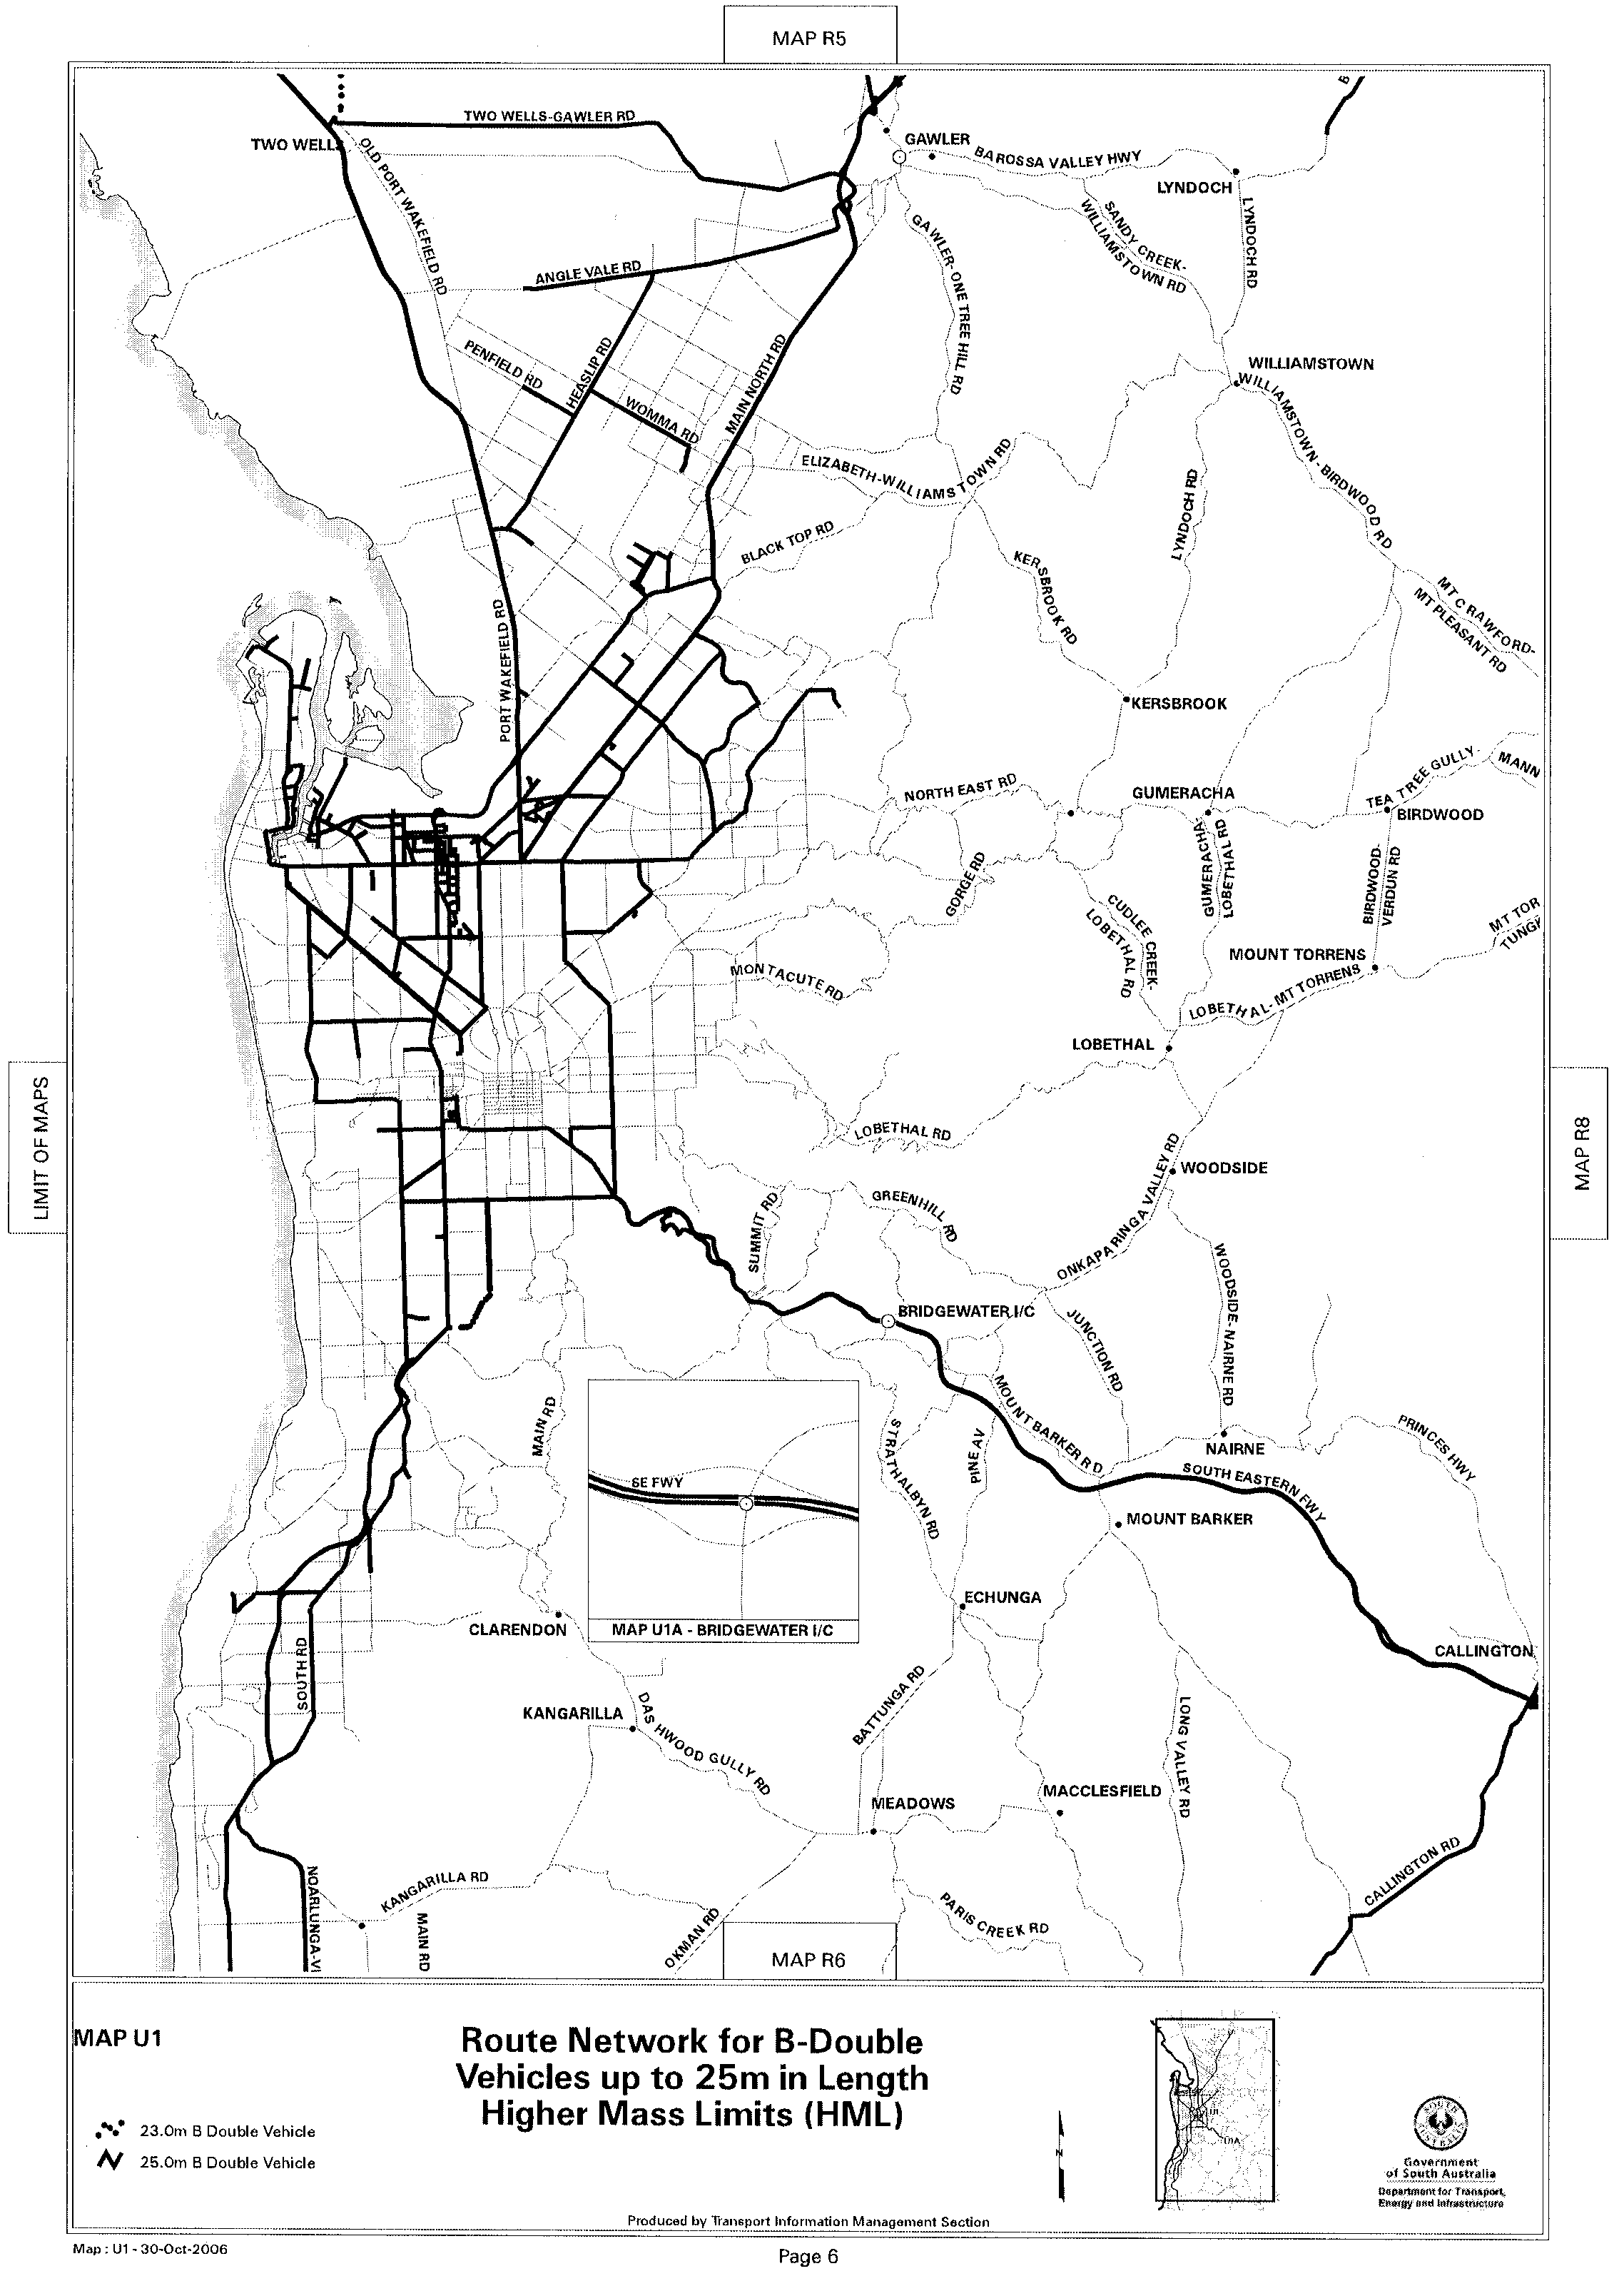 MAP R5
B
TWO WELLS-GAWLER RD
TWO WELLS
OLD PORT WAKEFIELD RD
GAWLER
BAROSSA VALLEY HWY
LYNDOCH
LYNDOCH RD
SANDY CREEK-
WILLIAMSTOWN RD
GAWLER-ONE TREE HILL RD
ANGLE VALE RD
PENFIELD RD
HEASLIP RD
WOMMA RD
MAIN NORTH RD
WILLIAMSTOWN
WILLIAMSTOWN-BIRDWOOD RD
ELIZABETH-WILLIAMSTOWN RD
LYNDOCH RD
BLACK TOP RD
KERSBROOK RD
MT CRAWFORD-
MT PLEASANT RD
PORT WAKEFIELD RD
KERSBROOK
NORTH EAST RD
GUMERACHA
TEA TREE GULLY-
MANN
BIRDWOOD
GUMERACHA-
LOBETHAL RD
BIRDWOOD-
VERDUN RD
GORGE RD
CUDLEE CREEK-
LOBETHAL RD
MT TOR
TUNGA
MOUNT TORRENS
MONTACUTE RD
LOBETHAL-MT TORRENS
LOBETHAL
LIMIT OF MAPS
MAP R8
LOBETHAL RD
WOODSIDE
ONKAPARINGA VALLEY RD
GREENHILL RD
SUMMIT RD
WOODSIDE-NAIRNE RD
BRIDGEWATER I/C
JUNCTION RD
MAIN RD
MOUNT BARKER RD
STRATHALBYN RD
PINE AV
PRINCES HWY
NAIRNE
SOUTH EASTERN FWY
SE FWY
MOUNT BARKER
ECHUNGA
CLARENDON
MAP U1A - BRIDGEWATER I/C
CALLINGTON
SOUTH RD
KANGARILLA
DASHWOOD GULLY RD
BATTUNGA RD
LONG VALLEY RD
MACCLESFIELD
MEADOWS
NOARLUNGA-VI
KANGARILLA RD
MAIN RD
OKMAN RD
PARIS CREEK RD
CALLINGTON RD
MAP R6
MAP U1
Route Network for B-Double
Vehicles up to 25m in Length
Higher Mass Limits (HML)
23.0m B Double Vehicle
25.0m B Double Vehicle
N
U1
U1A
SOUTH
AUSTRALIA
Government
of South Australia
Department for Transport,
Energy and Infrastructure
Produced by Transport Information Management Section
Map : U1 - 30-Oct-2006
Page 6